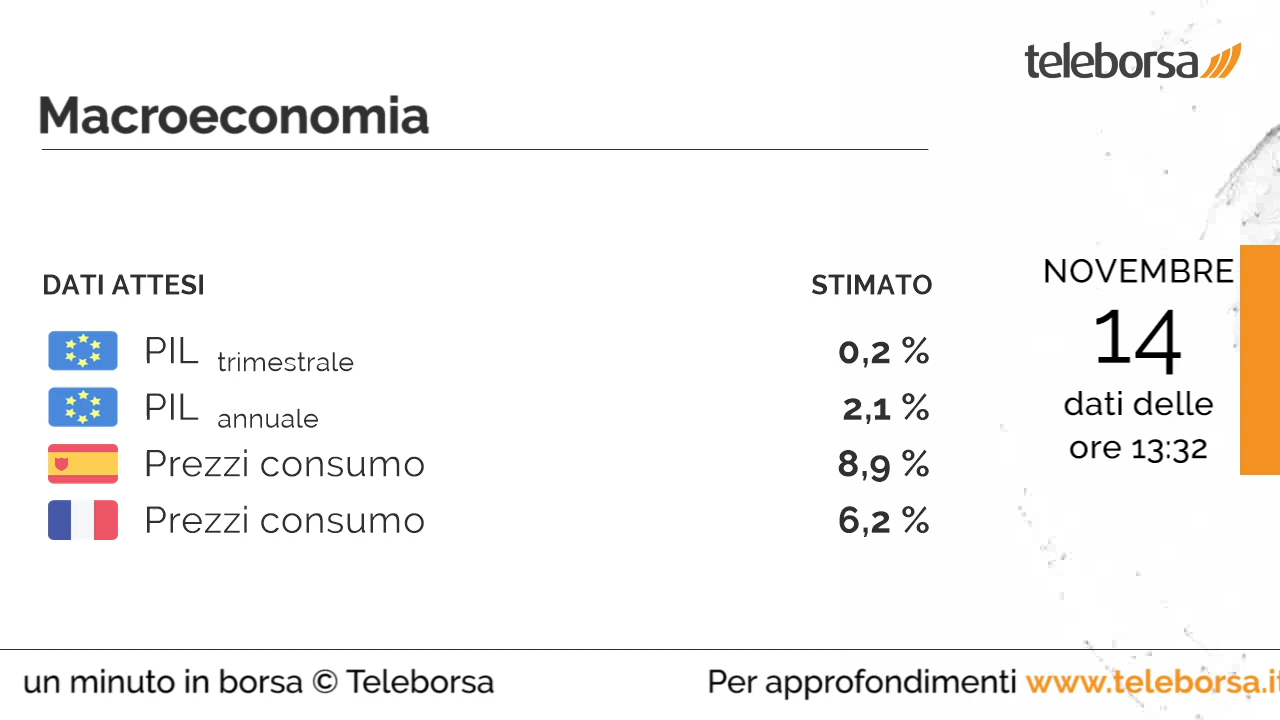 teleborsa
Macroeconomia
DATI ATTESI STIMATO
PIL trimestrale 0,2 %
PIL annuale 2,1 %
Prezzi consumo 8,9 %
Prezzi consumo 6,2 %
NOVEMBRE
14
dati delle
ore 13:32
un minuto in borsa © Teleborsa Per approfondimenti www.teleborsa.it